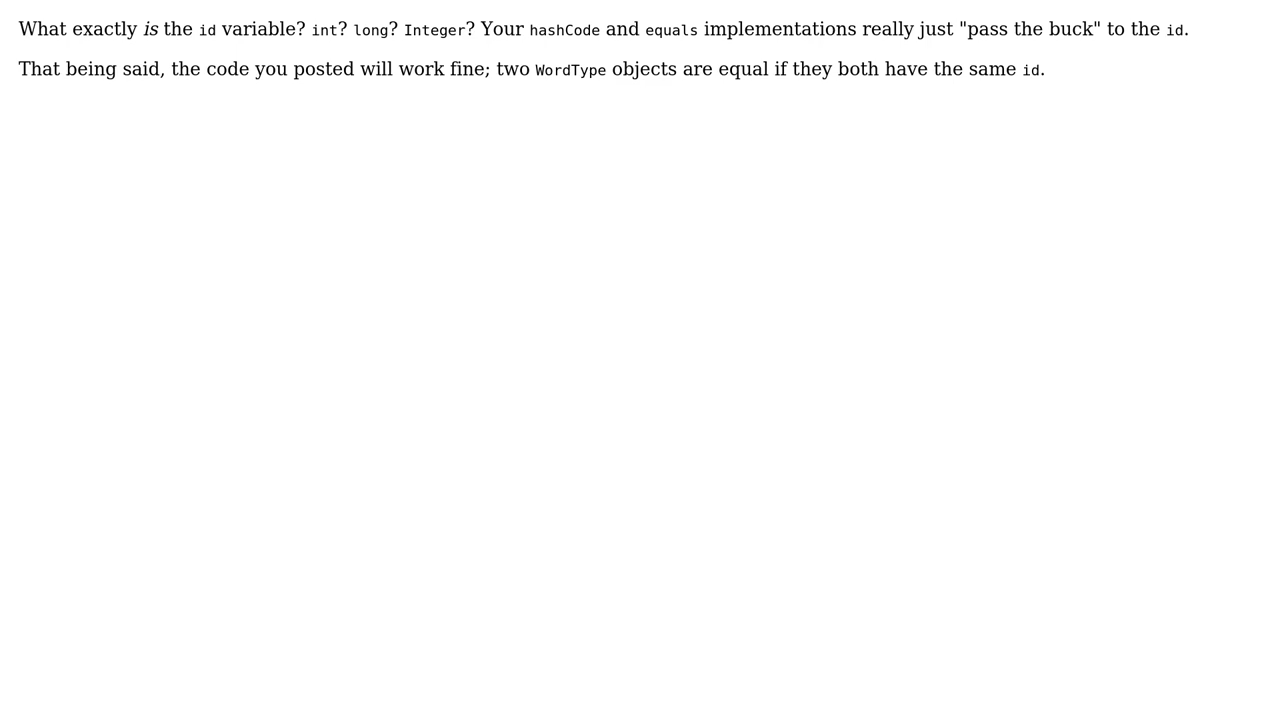 What exactly is the id variable? int? long? Integer? Your hashCode and equals implementations really just "pass the buck" to the id.
That being said, the code you posted will work fine; two WordType objects are equal if they both have the same id.